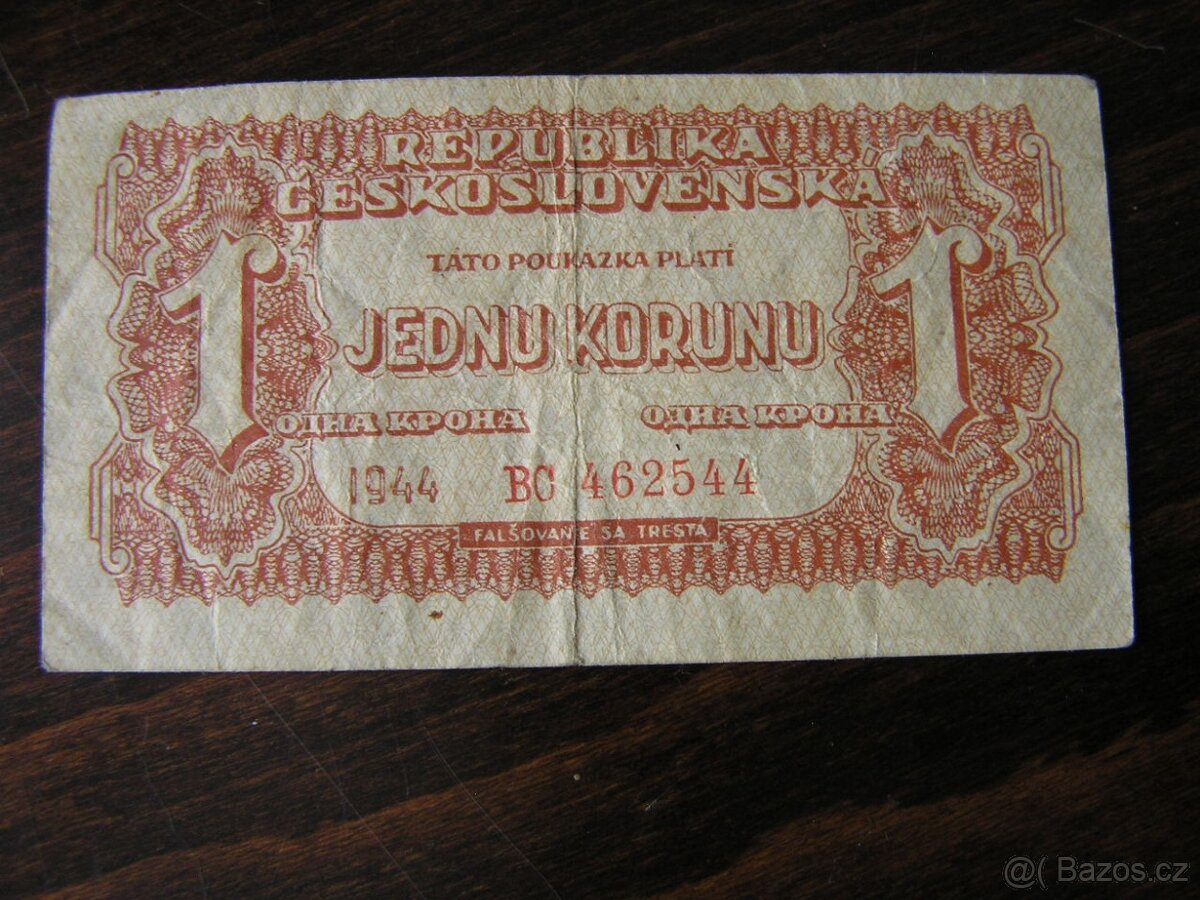 REPUBLIKA
ČESKOSLOVENSKÁ
TÁTO POUKÁZKA PLATÍ
1 JEDNU KORUNU 1
ОДНА КРОНА ОДНА КРОНА
1944 BC 462544
FALŠOVANIE SA TRESTÁ
@( Bazos.cz